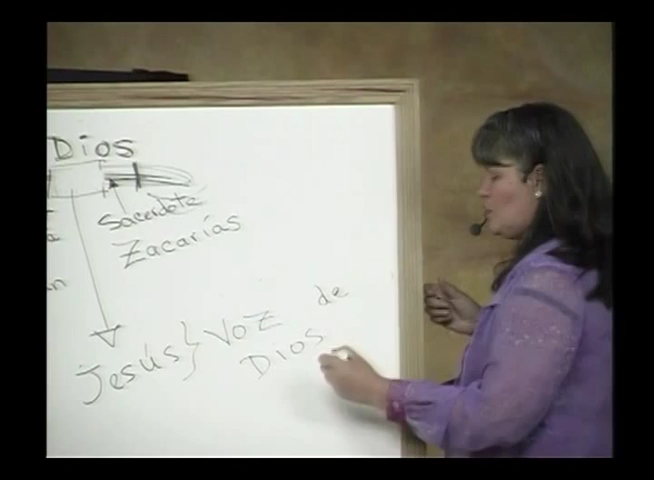 Dios
Sacerdote
Zacarías
Jesús} Voz de
Dios